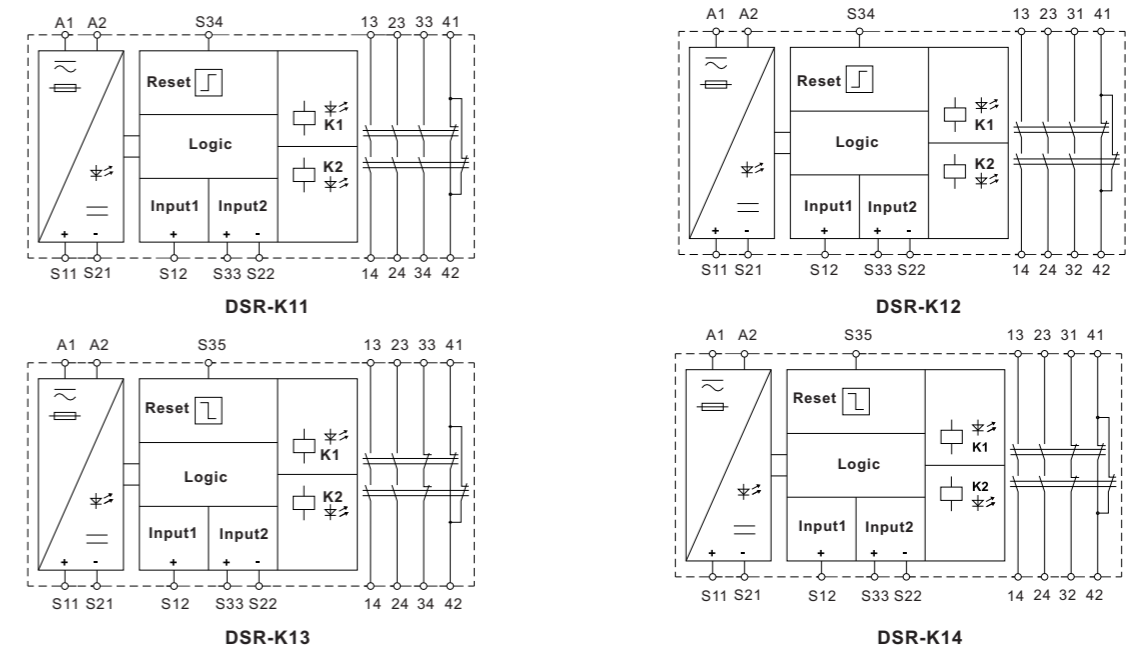 A1 A2 S34 13 23 33 41
Reset
K1
Logic
K2
Input1 Input2
+ - + + -
S11 S21 S12 S33 S22 14 24 34 42
DSR-K11
A1 A2 S34 13 23 31 41
Reset
K1
Logic
K2
Input1 Input2
+ - + + -
S11 S21 S12 S33 S22 14 24 32 42
DSR-K12
A1 A2 S35 13 23 33 41
Reset
K1
Logic
K2
Input1 Input2
+ - + + -
S11 S21 S12 S33 S22 14 24 34 42
DSR-K13
A1 A2 S35 13 23 31 41
Reset
K1
Logic
K2
Input1 Input2
+ - + + -
S11 S21 S12 S33 S22 14 24 32 42
DSR-K14